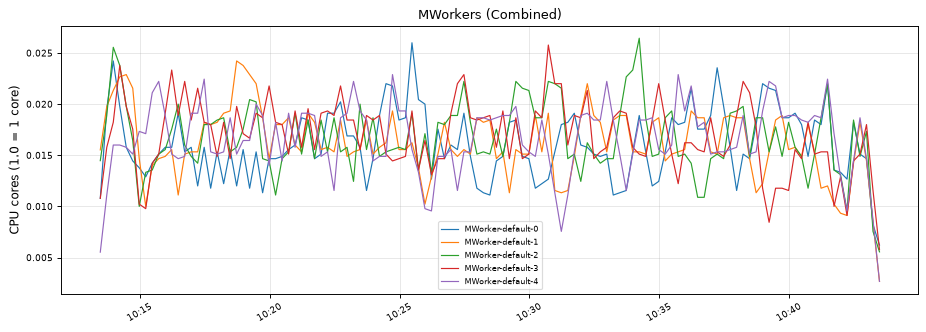 MWorkers (Combined)
CPU cores (1.0 = 1 core)
0.025
0.020
0.015
0.010
0.005
MWorker-default-0
MWorker-default-1
MWorker-default-2
MWorker-default-3
MWorker-default-4
10:15
10:20
10:25
10:30
10:35
10:40